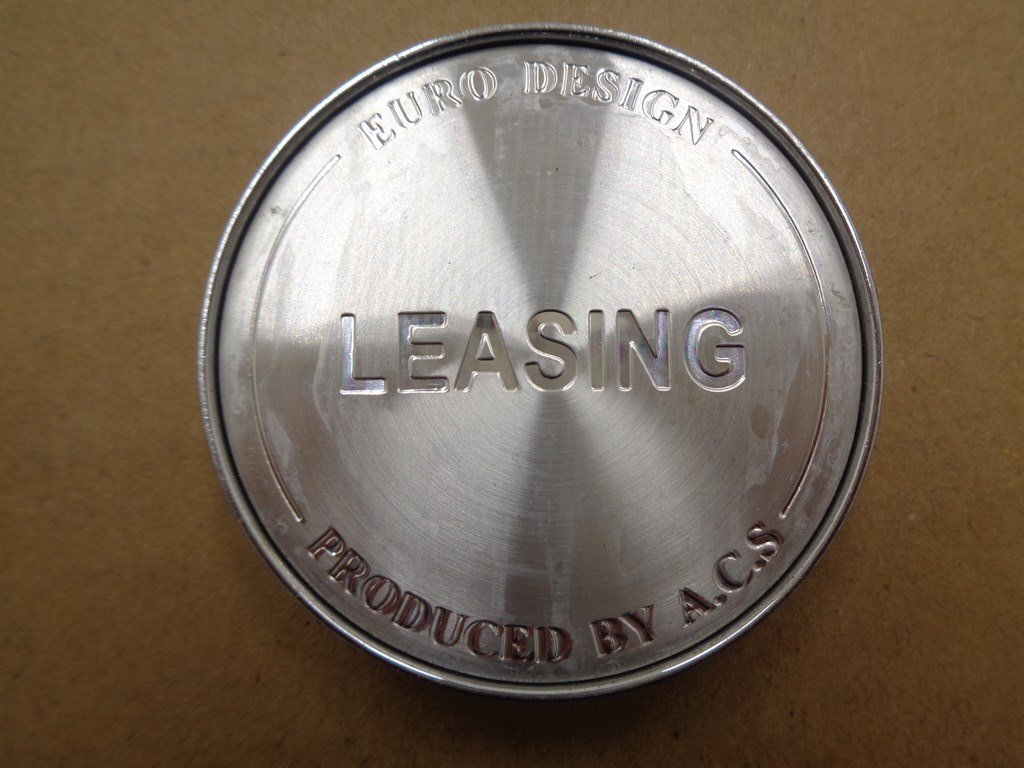 EURO DESIGN
LEASING
PRODUCED BY A.C.S